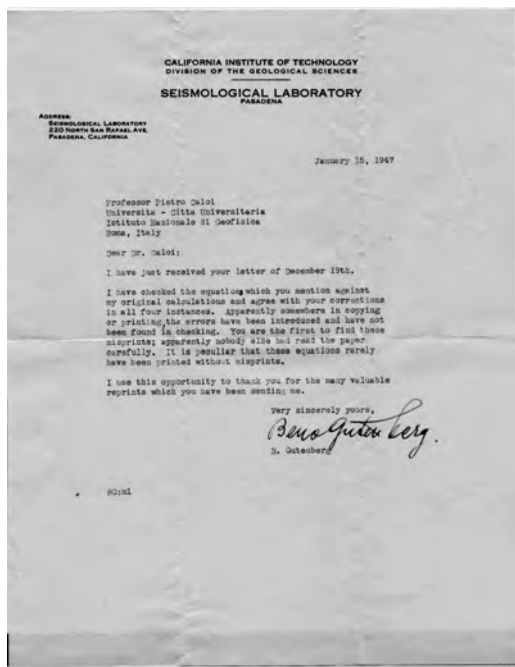 CALIFORNIA INSTITUTE OF TECHNOLOGY
DIVISION OF THE GEOLOGICAL SCIENCES
SEISMOLOGICAL LABORATORY
PASADENA
ADDRESS:
SEISMOLOGICAL LABORATORY
220 NORTH SAN RAFAEL AVE.
PASADENA, CALIFORNIA
January 15, 1947
Professor Pietro Caloi
Universita - Citta Universitaria
Istituto Nazionale di Geofisica
Roma, Italy
Dear Dr. Caloi:
I have just received your letter of December 19th.
I have checked the equations which you mention against
my original calculations and agree with your corrections
in all four instances. Apparently somewhere in copying
or printing, the errors have been introduced and have not
been found in checking. You are the first to find these
misprints; apparently nobody else had read the paper
carefully. It is peculiar that these equations rarely
have been printed without misprints.
I use this opportunity to thank you for the many valuable
reprints which you have been sending me.
Very sincerely yours,
Beno Gutenberg.
B. Gutenberg
BG:ml